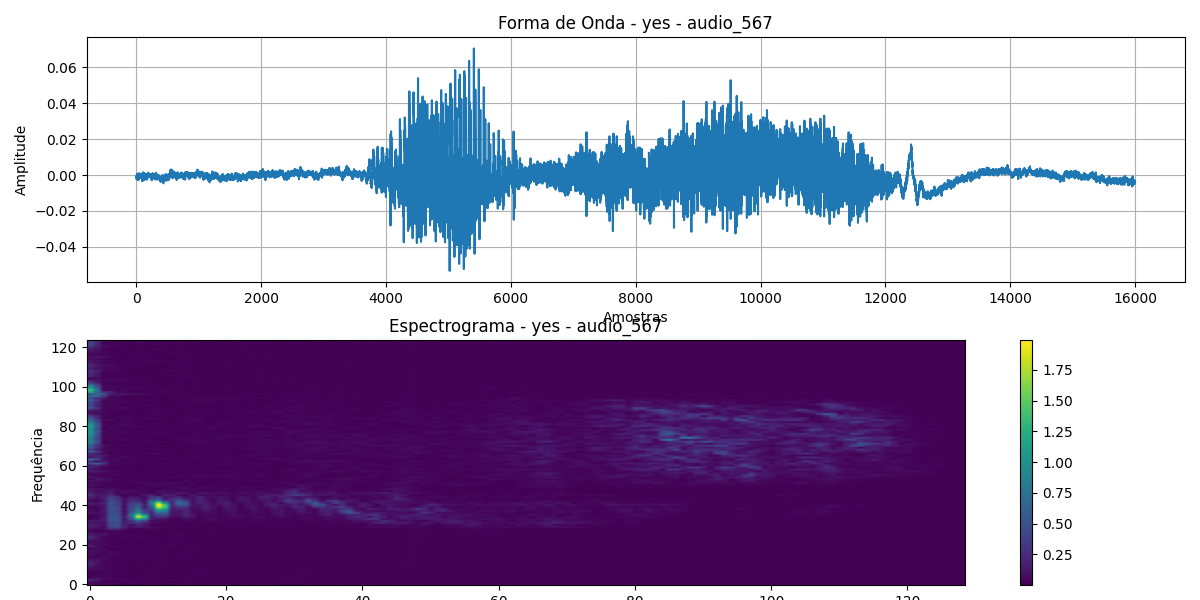 Forma de Onda - yes - audio_567
Amplitude
0.06
0.04
0.02
0.00
−0.02
−0.04
0 2000 4000 6000 8000 10000 12000 14000 16000
Amostras
Espectrograma - yes - audio_567
Frequência
120
100
80
60
40
20
0
0 20 40 60 80 100 120
1.75
1.50
1.25
1.00
0.75
0.50
0.25